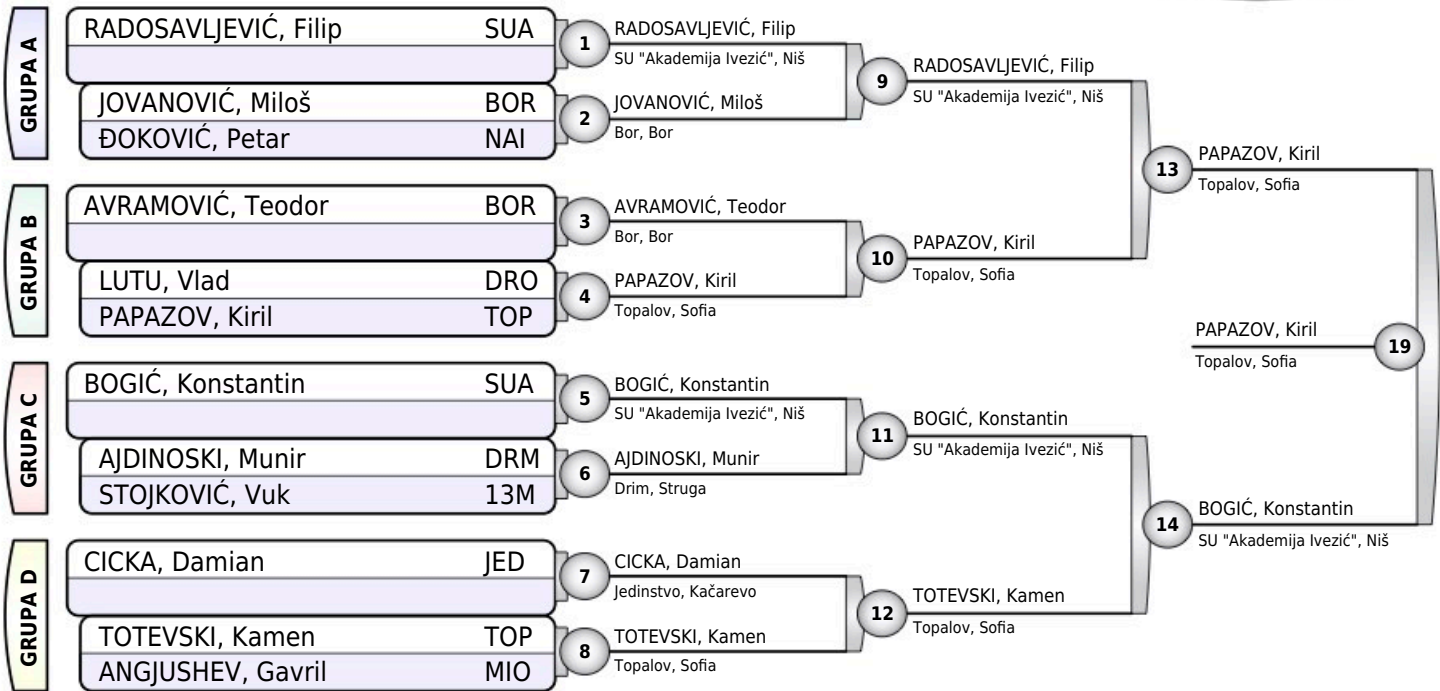 GRUPA A
RADOSAVLJEVIĆ, Filip SUA
JOVANOVIĆ, Miloš BOR
ĐOKOVIĆ, Petar NAI
GRUPA B
AVRAMOVIĆ, Teodor BOR
LUTU, Vlad DRO
PAPAZOV, Kiril TOP
GRUPA C
BOGIĆ, Konstantin SUA
AJDINOSKI, Munir DRM
STOJKOVIĆ, Vuk 13M
GRUPA D
CICKA, Damian JED
TOTEVSKI, Kamen TOP
ANGJUSHEV, Gavril MIO
1
RADOSAVLJEVIĆ, Filip
SU "Akademija Ivezić", Niš
2
JOVANOVIĆ, Miloš
Bor, Bor
3
AVRAMOVIĆ, Teodor
Bor, Bor
4
PAPAZOV, Kiril
Topalov, Sofia
5
BOGIĆ, Konstantin
SU "Akademija Ivezić", Niš
6
AJDINOSKI, Munir
Drim, Struga
7
CICKA, Damian
Jedinstvo, Kačarevo
8
TOTEVSKI, Kamen
Topalov, Sofia
9
RADOSAVLJEVIĆ, Filip
SU "Akademija Ivezić", Niš
10
PAPAZOV, Kiril
Topalov, Sofia
11
BOGIĆ, Konstantin
SU "Akademija Ivezić", Niš
12
TOTEVSKI, Kamen
Topalov, Sofia
13
PAPAZOV, Kiril
Topalov, Sofia
14
BOGIĆ, Konstantin
SU "Akademija Ivezić", Niš
PAPAZOV, Kiril
Topalov, Sofia
19